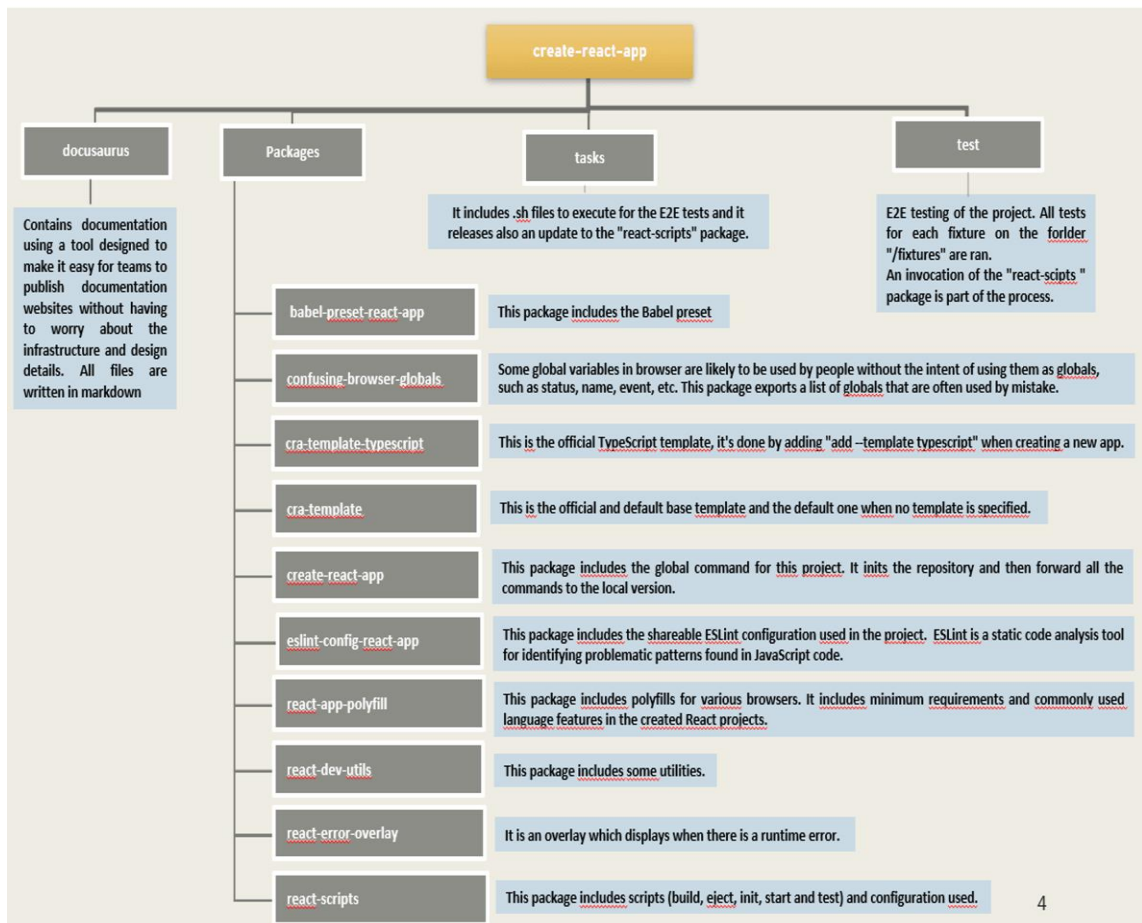 create-react-app
docusaurus
Packages
tasks
test
Contains documentation
using a tool designed to
make it easy for teams to
publish documentation
websites without having
to worry about the
infrastructure and design
details. All files are
written in markdown
It includes .sh files to execute for the E2E tests and it
releases also an update to the "react-scripts" package.
E2E testing of the project. All tests
for each fixture on the forlder
"/fixtures" are ran.
An invocation of the "react-scipts "
package is part of the process.
babel-preset-react-app
This package includes the Babel preset
confusing-browser-globals
Some global variables in browser are likely to be used by people without the intent of using them as globals,
such as status, name, event, etc. This package exports a list of globals that are often used by mistake.
cra-template-typescript
This is the official TypeScript template, it's done by adding "add --template typescript" when creating a new app.
cra-template
This is the official and default base template and the default one when no template is specified.
create-react-app
This package includes the global command for this project. It inits the repository and then forward all the
commands to the local version.
eslint-config-react-app
This package includes the shareable ESLint configuration used in the project. ESLint is a static code analysis tool
for identifying problematic patterns found in JavaScript code.
react-app-polyfill
This package includes polyfills for various browsers. It includes minimum requirements and commonly used
language features in the created React projects.
react-dev-utils
This package includes some utilities.
react-error-overlay
It is an overlay which displays when there is a runtime error.
react-scripts
This package includes scripts (build, eject, init, start and test) and configuration used.
4